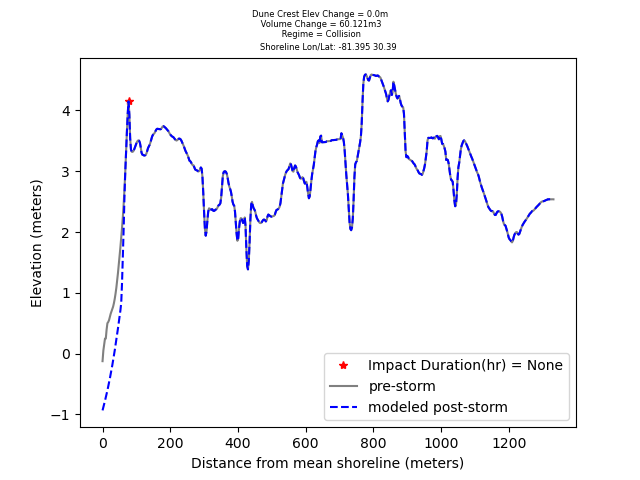 Dune Crest Elev Change = 0.0m
Volume Change = 60.121m3
Regime = Collision
Shoreline Lon/Lat: -81.395 30.39
Elevation (meters)
4
3
2
1
0
−1
Impact Duration(hr) = None
pre-storm
modeled post-storm
0 200 400 600 800 1000 1200
Distance from mean shoreline (meters)